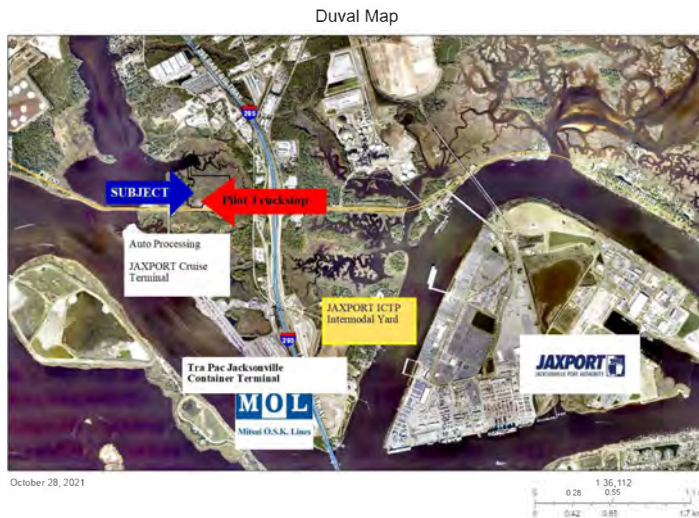 Duval Map
295
SUBJECT
Pilot Truckstop
Auto Processing
JAXPORT Cruise
Terminal
JAXPORT ICTP
Intermodal Yard
295
Tra Pac Jacksonville
Container Terminal
MOL
Mitsui O.S.K. Lines
JAXPORT
JACKSONVILLE PORT AUTHORITY
October 28, 2021
1:36,112
0 0.28 0.55
0 0.42 0.85